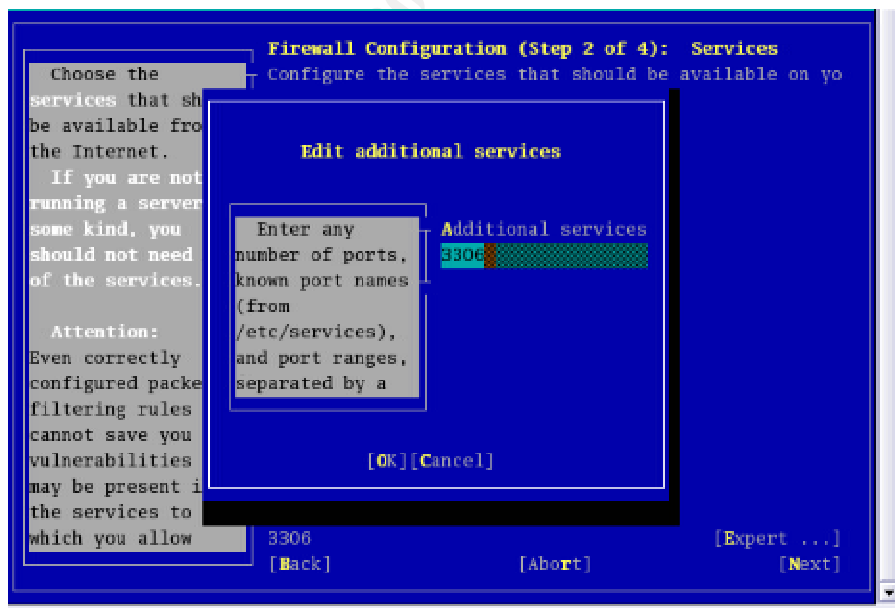 Firewall Configuration (Step 2 of 4):  Services
Configure the services that should be available on yo
Choose the
services that sh
be available fro
the Internet.
If you are not
running a server
some kind, you
should not need
of the services.
Attention:
Even correctly
configured packe
filtering rules
cannot save you
vulnerabilities
may be present i
the services to
which you allow
Edit additional services
Enter any
number of ports,
known port names
(from
/etc/services),
and port ranges,
separated by a
Additional services
3306
[OK][Cancel]
3306 [Expert ...]
[Back] [Abort] [Next]